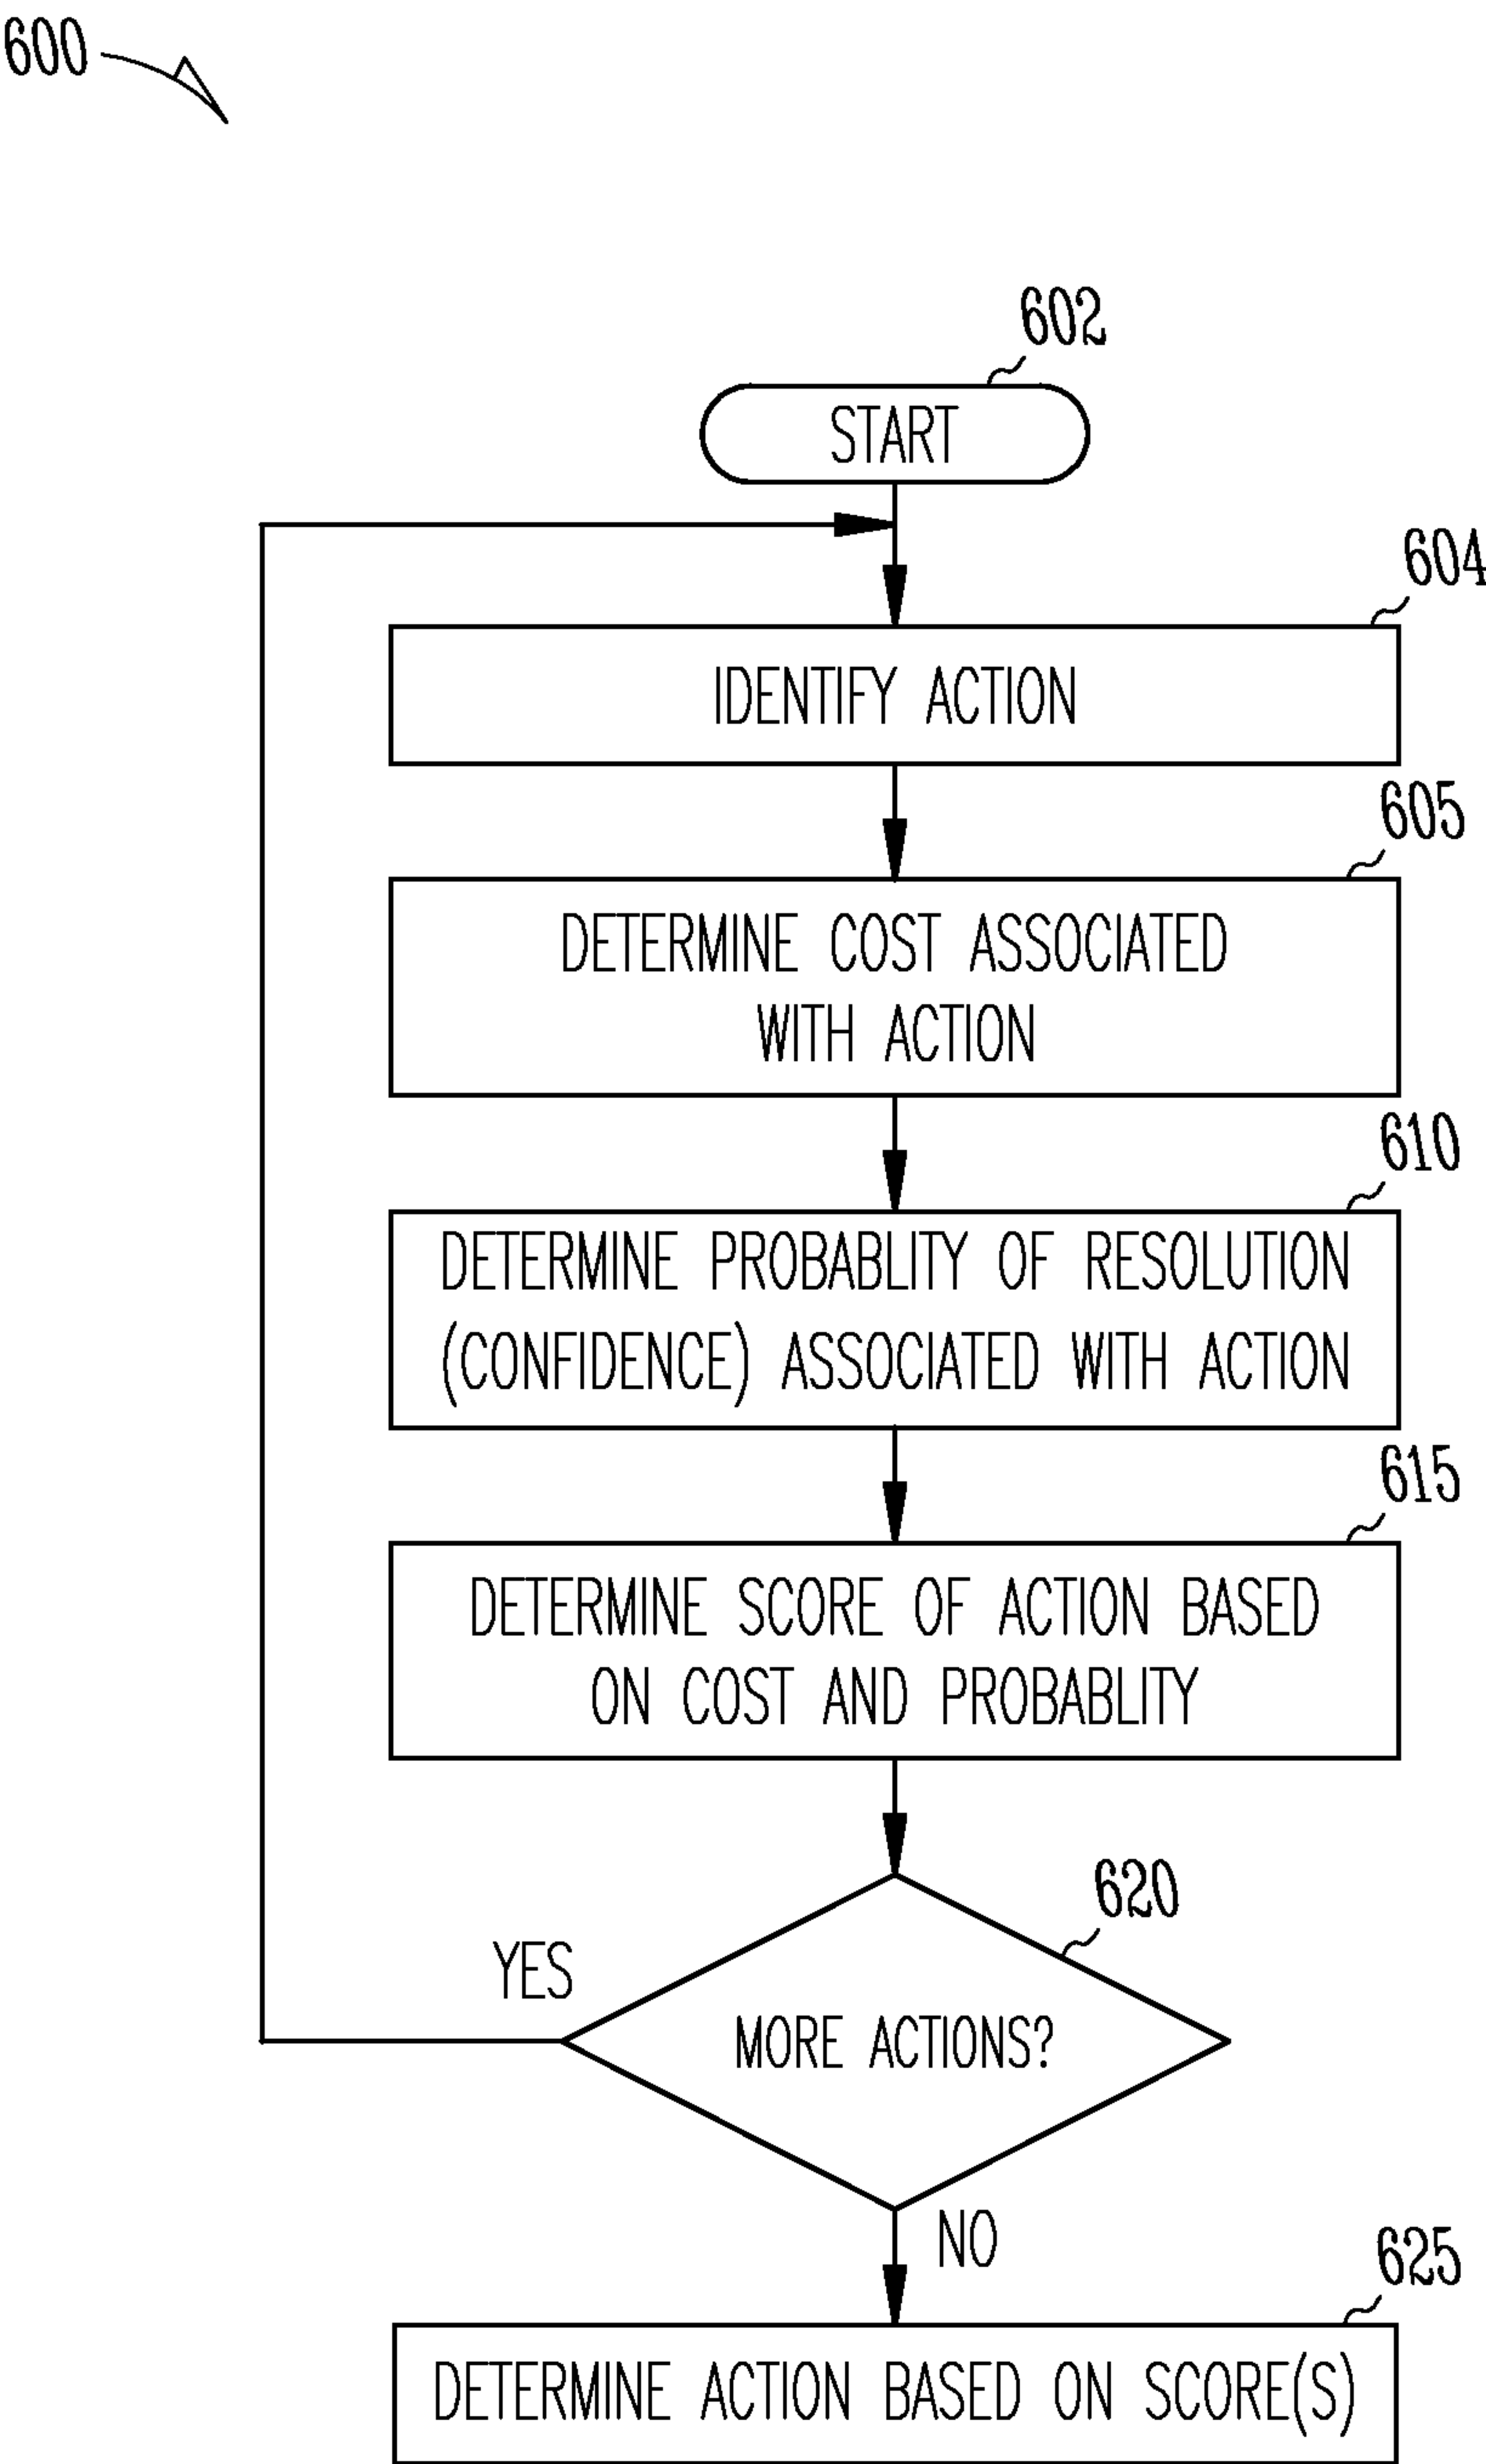 600
602
START
604
IDENTIFY ACTION
605
DETERMINE COST ASSOCIATED
WITH ACTION
610
DETERMINE PROBABLITY OF RESOLUTION
(CONFIDENCE) ASSOCIATED WITH ACTION
615
DETERMINE SCORE OF ACTION BASED
ON COST AND PROBABLITY
620
YES
MORE ACTIONS?
NO
625
DETERMINE ACTION BASED ON SCORE(S)